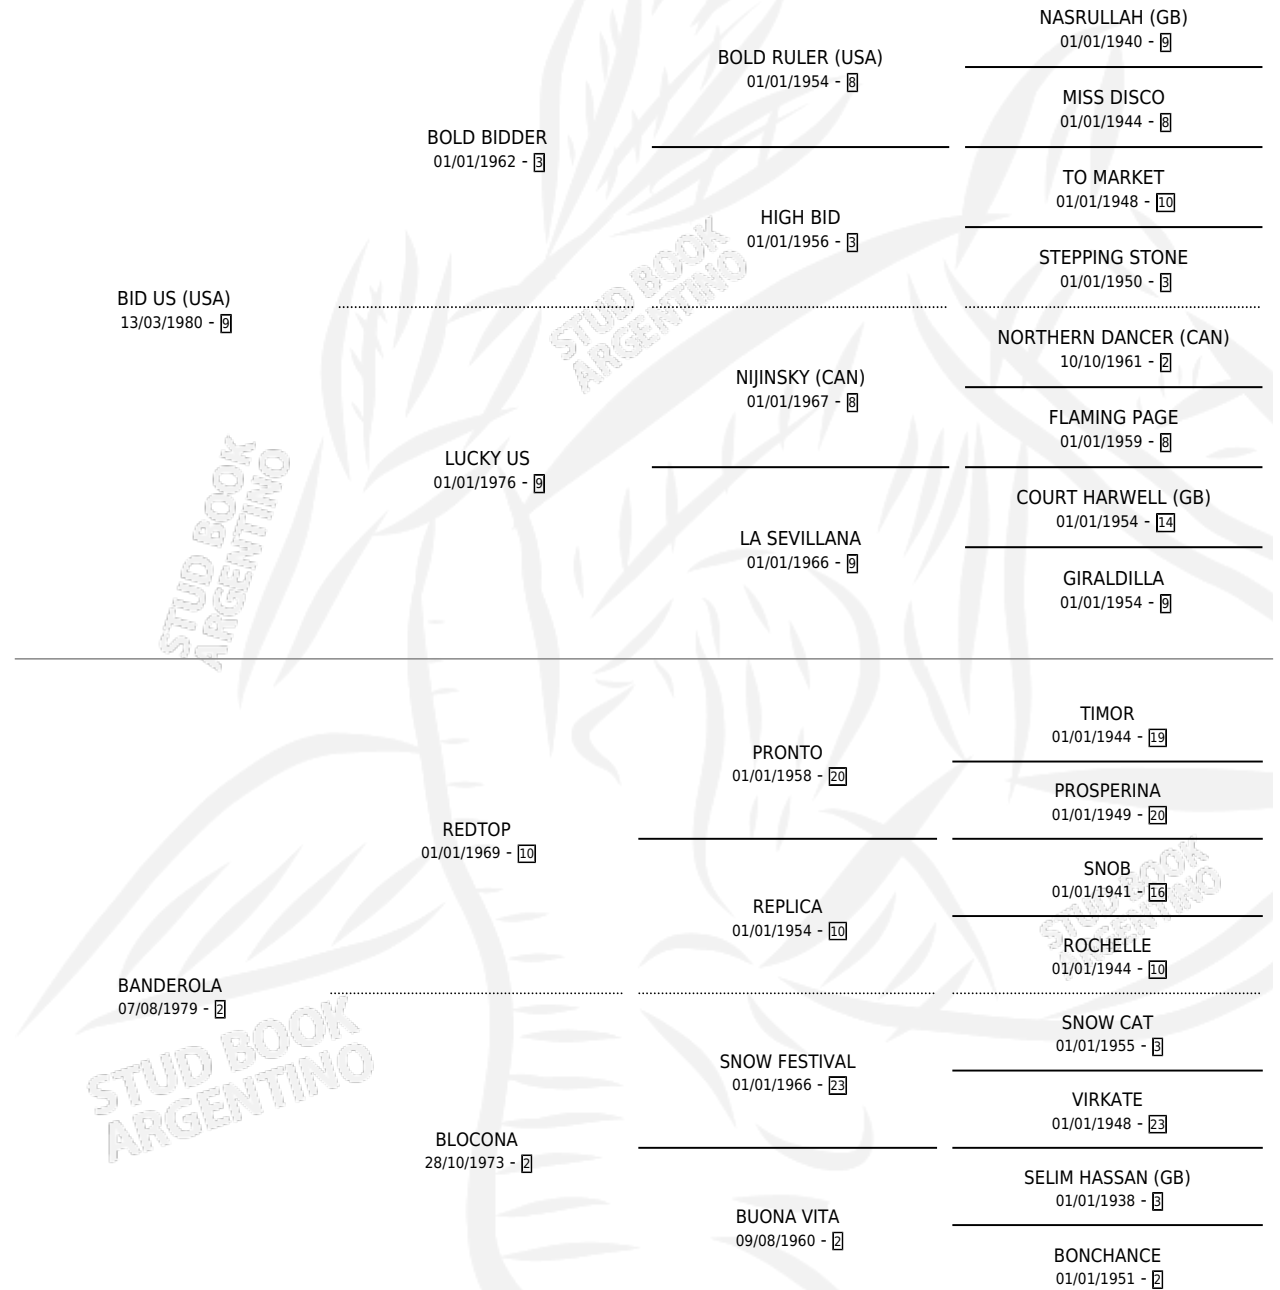 NASRULLAH (GB)
01/01/1940 - 9
BOLD RULER (USA)
01/01/1954 - 8
MISS DISCO
01/01/1944 - 8
BOLD BIDDER
01/01/1962 - 3
TO MARKET
01/01/1948 - 10
HIGH BID
01/01/1956 - 3
STEPPING STONE
01/01/1950 - 3
BID US (USA)
13/03/1980 - 9
NORTHERN DANCER (CAN)
10/10/1961 - 2
NIJINSKY (CAN)
01/01/1967 - 8
FLAMING PAGE
01/01/1959 - 8
LUCKY US
01/01/1976 - 9
COURT HARWELL (GB)
01/01/1954 - 14
LA SEVILLANA
01/01/1966 - 9
GIRALDILLA
01/01/1954 - 9
TIMOR
01/01/1944 - 19
PRONTO
01/01/1958 - 20
PROSPERINA
01/01/1949 - 20
REDTOP
01/01/1969 - 10
SNOB
01/01/1941 - 16
REPLICA
01/01/1954 - 10
ROCHELLE
01/01/1944 - 10
BANDEROLA
07/08/1979 - 2
SNOW CAT
01/01/1955 - 3
SNOW FESTIVAL
01/01/1966 - 23
VIRKATE
01/01/1948 - 23
BLOCONA
28/10/1973 - 2
SELIM HASSAN (GB)
01/01/1938 - 3
BUONA VITA
09/08/1960 - 2
BONCHANCE
01/01/1951 - 2
STUD BOOK
ARGENTINO
STUD BOOK
ARGENTINO
STUD BOOK
ARGENTINO
STUD BOOK
ARGENTINO